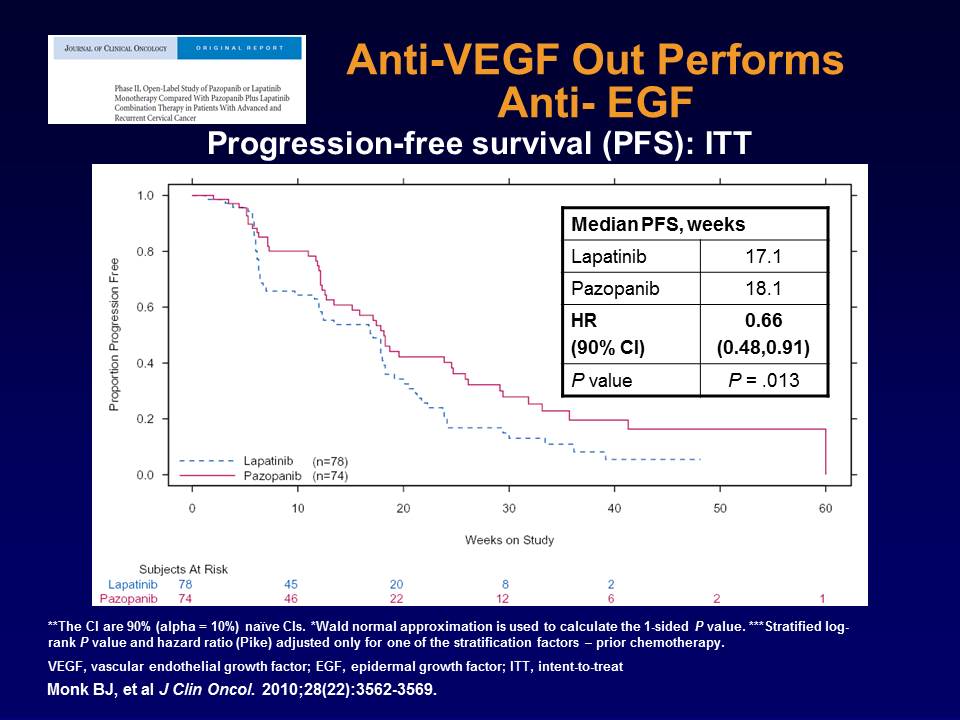 JOURNAL OF CLINICAL ONCOLOGY
ORIGINAL REPORT
Phase II, Open-Label Study of Pazopanib or Lapatinib
Monotherapy Compared With Pazopanib Plus Lapatinib
Combination Therapy in Patients With Advanced and
Recurrent Cervical Cancer
Anti-VEGF Out Performs
Anti- EGF
Progression-free survival (PFS): ITT
Proportion Progression Free
1.0
0.8
0.6
0.4
0.2
0.0
Median PFS, weeks
Lapatinib 17.1
Pazopanib 18.1
HR 0.66
(90% CI) (0.48,0.91)
P value P = .013
Lapatinib (n=78)
Pazopanib (n=74)
0 10 20 30 40 50 60
Weeks on Study
Subjects At Risk
Lapatinib 78 45 20 8 2
Pazopanib 74 46 22 12 6 2 1
**The CI are 90% (alpha = 10%) naïve CIs. *Wald normal approximation is used to calculate the 1-sided P value. ***Stratified log-
rank P value and hazard ratio (Pike) adjusted only for one of the stratification factors – prior chemotherapy.
VEGF, vascular endothelial growth factor; EGF, epidermal growth factor; ITT, intent-to-treat
Monk BJ, et al J Clin Oncol. 2010;28(22):3562-3569.